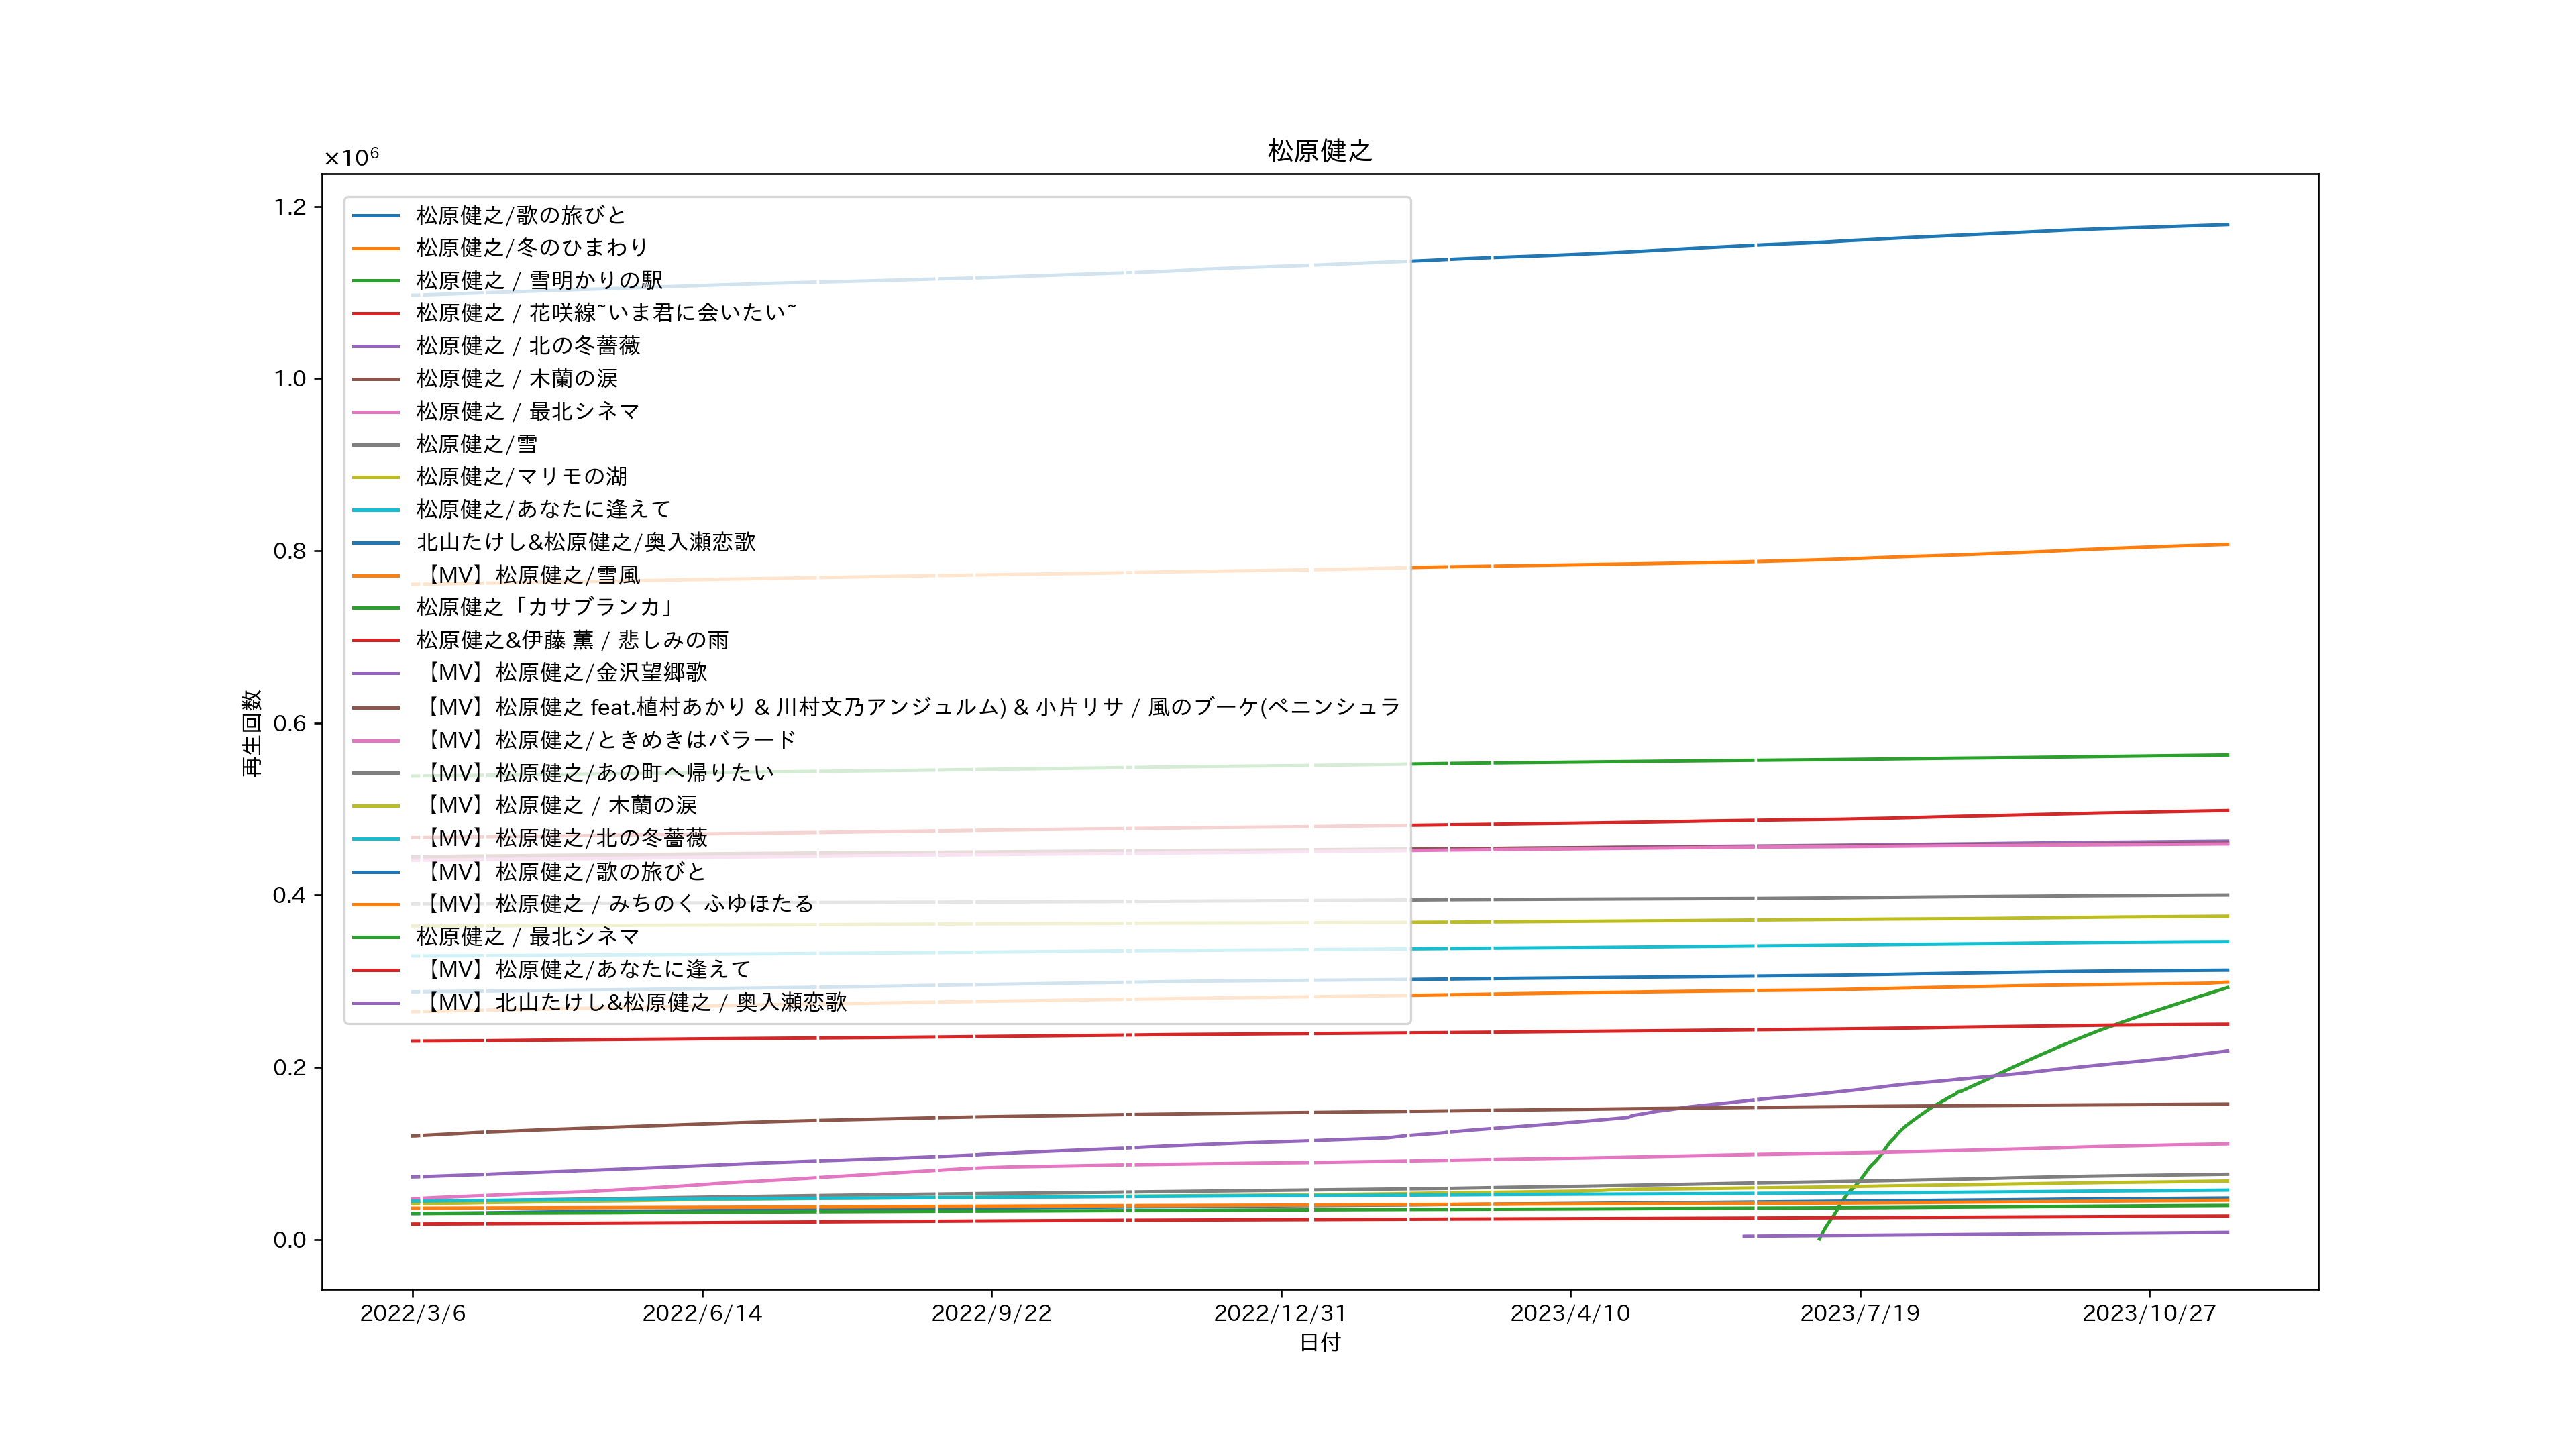 松原健之
×10⁶
1.2
1.0
0.8
0.6
0.4
0.2
0.0
再生回数
松原健之/歌の旅びと
松原健之/冬のひまわり
松原健之 / 雪明かりの駅
松原健之 / 花咲線~いま君に会いたい~
松原健之 / 北の冬薔薇
松原健之 / 木蘭の涙
松原健之 / 最北シネマ
松原健之/雪
松原健之/マリモの湖
松原健之/あなたに逢えて
北山たけし&松原健之/奥入瀬恋歌
【MV】松原健之/雪風
松原健之「カサブランカ」
松原健之&伊藤 薫 / 悲しみの雨
【MV】松原健之/金沢望郷歌
【MV】松原健之 feat.植村あかり & 川村文乃アンジュルム) & 小片リサ / 風のブーケ(ペニンシュラ
【MV】松原健之/ときめきはバラード
【MV】松原健之/あの町へ帰りたい
【MV】松原健之 / 木蘭の涙
【MV】松原健之/北の冬薔薇
【MV】松原健之/歌の旅びと
【MV】松原健之 / みちのく ふゆほたる
松原健之 / 最北シネマ
【MV】松原健之/あなたに逢えて
【MV】北山たけし&松原健之 / 奥入瀬恋歌
2022/3/6 2022/6/14 2022/9/22 2022/12/31 2023/4/10 2023/7/19 2023/10/27
日付